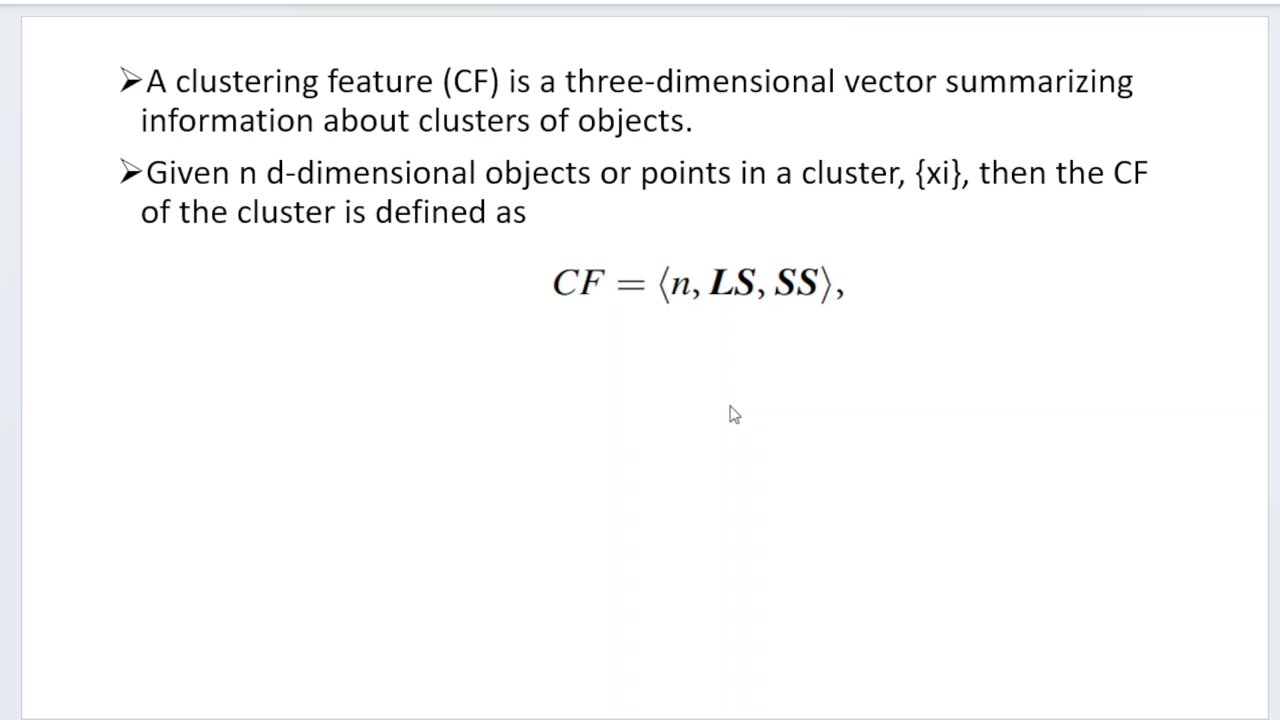 ➢A clustering feature (CF) is a three-dimensional vector summarizing
information about clusters of objects.
➢Given n d-dimensional objects or points in a cluster, {xi}, then the CF
of the cluster is defined as
CF = ⟨n, LS, SS⟩,